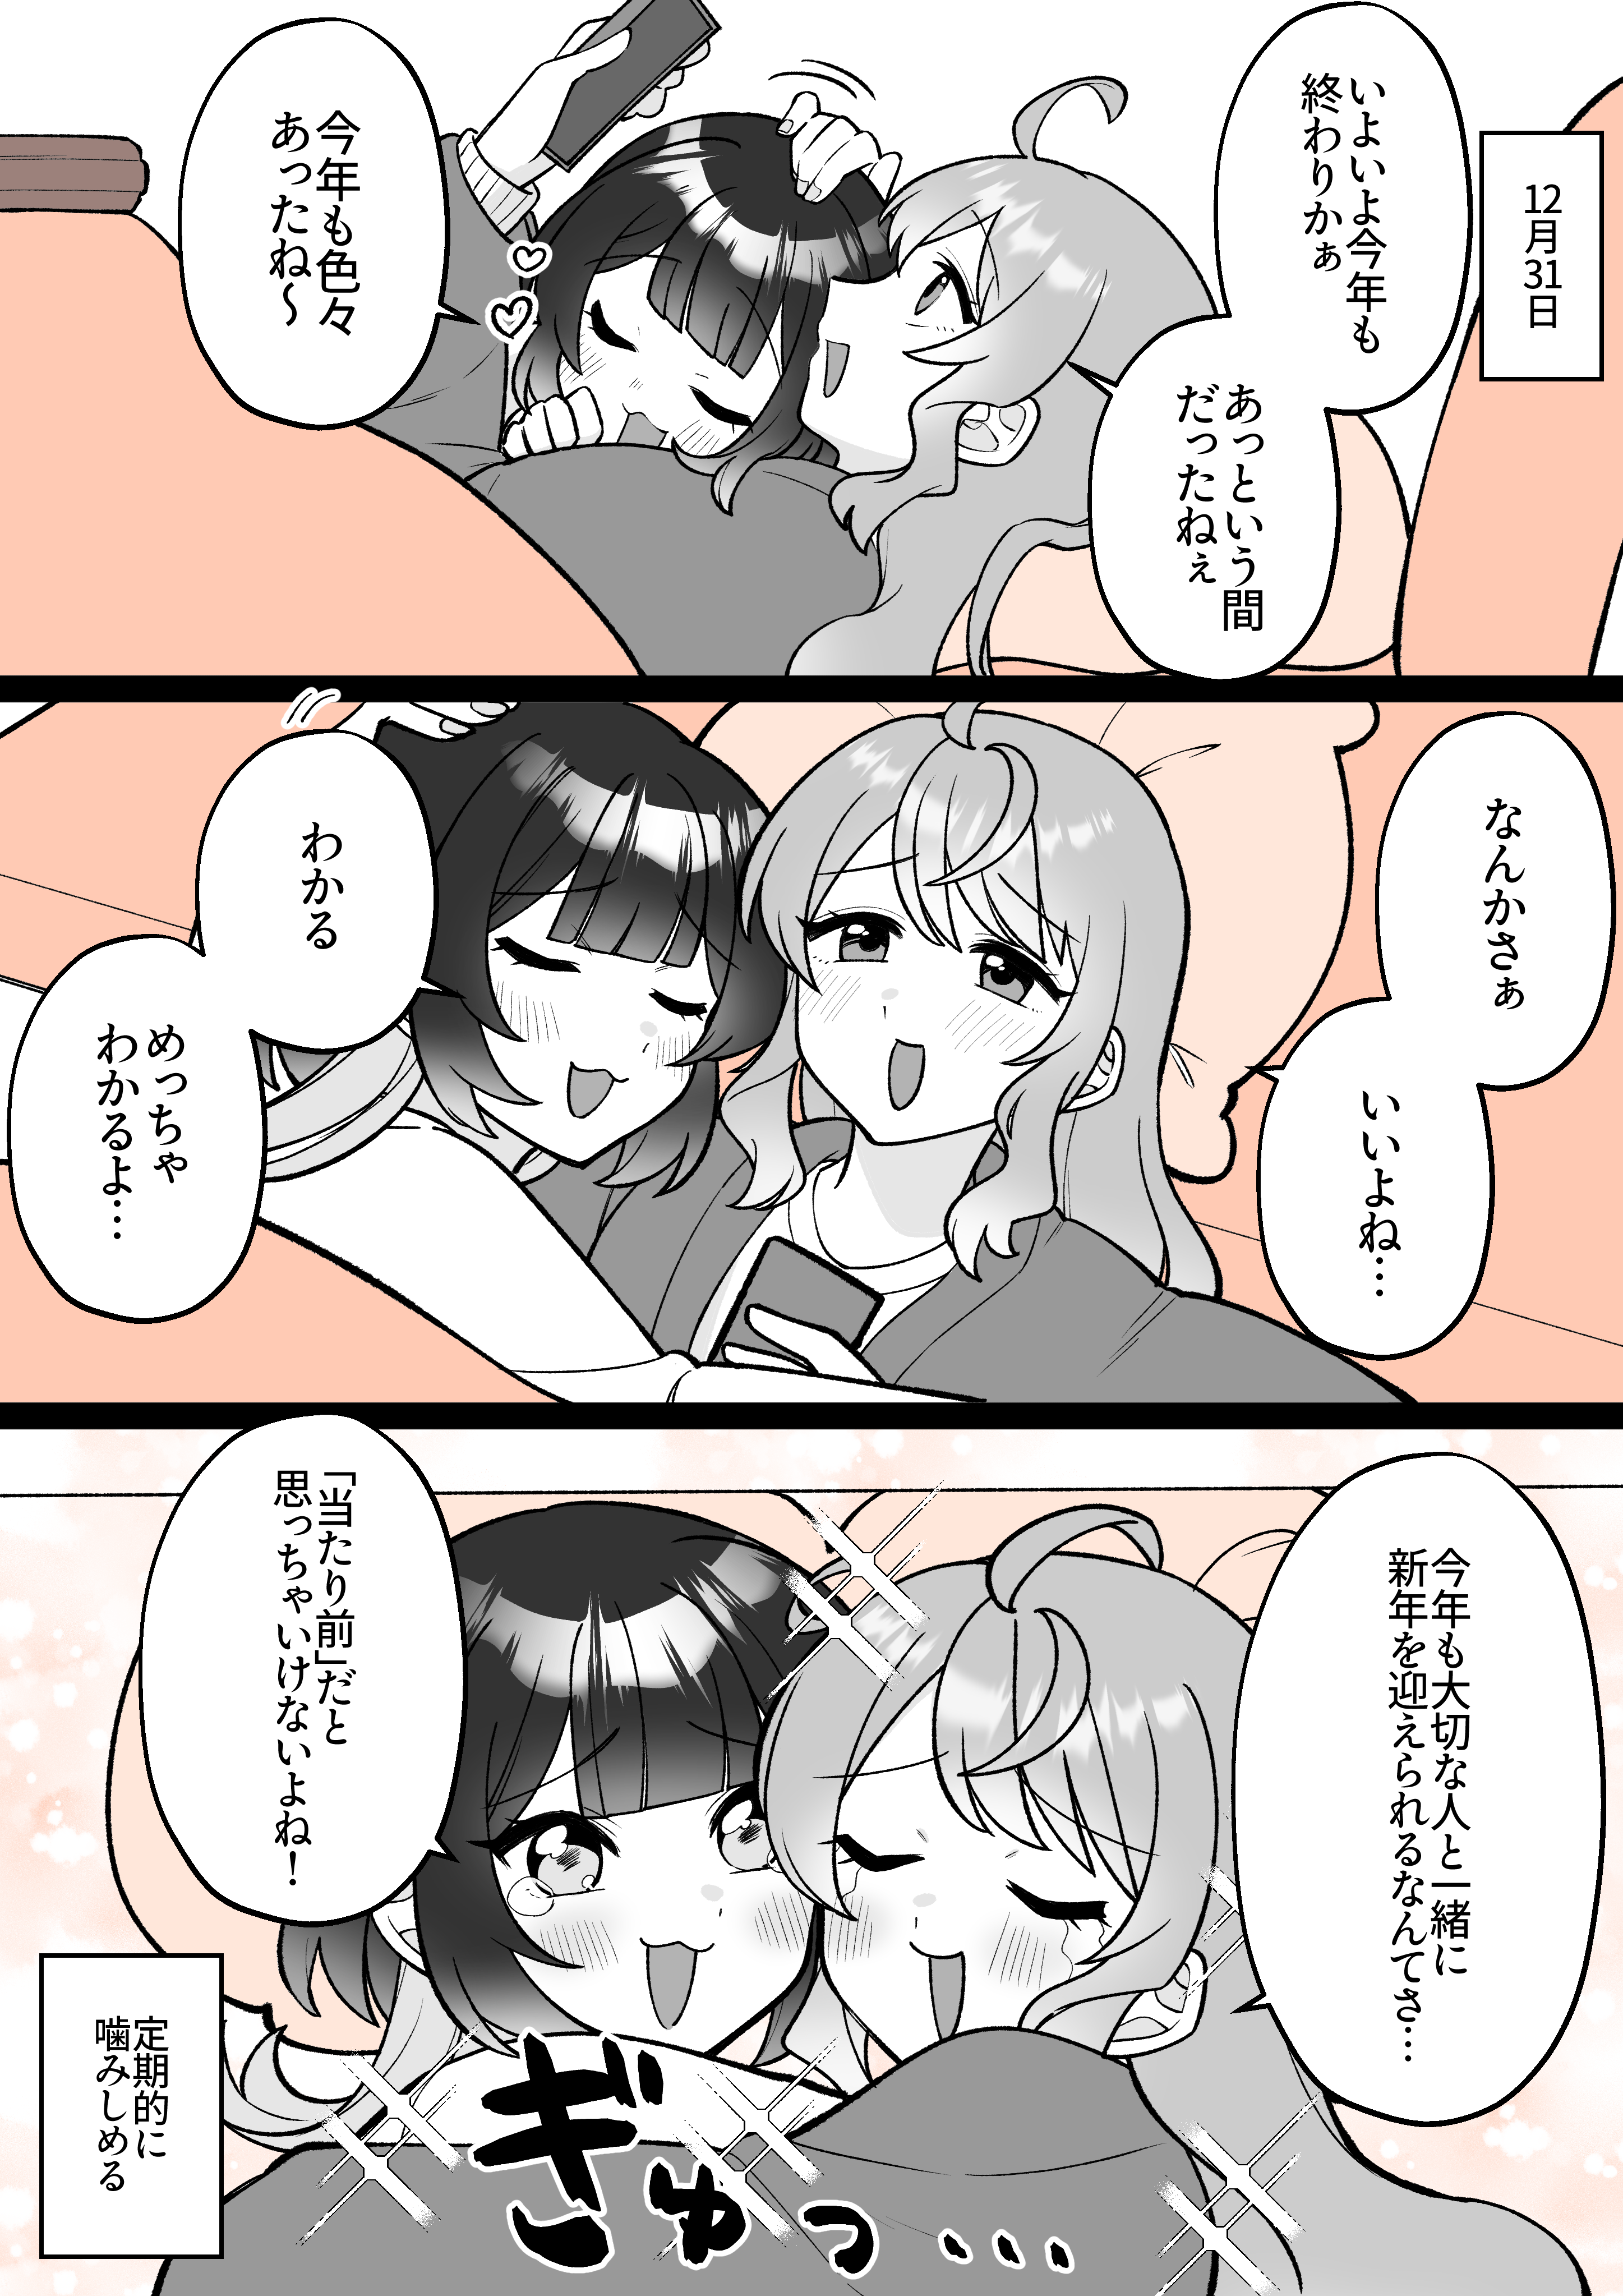 12月31日
いよいよ今年も
終わりかぁ
あっという間
だったねぇ
今年も色々
あったね～
なんかさぁ
いいよね…
わかる
めっちゃ
わかるよ…
今年も大切な人と一緒に
新年を迎えられるなんてさ…
「当たり前」だと
思っちゃいけないよね！
ぎゅっ…
定期的に
噛みしめる